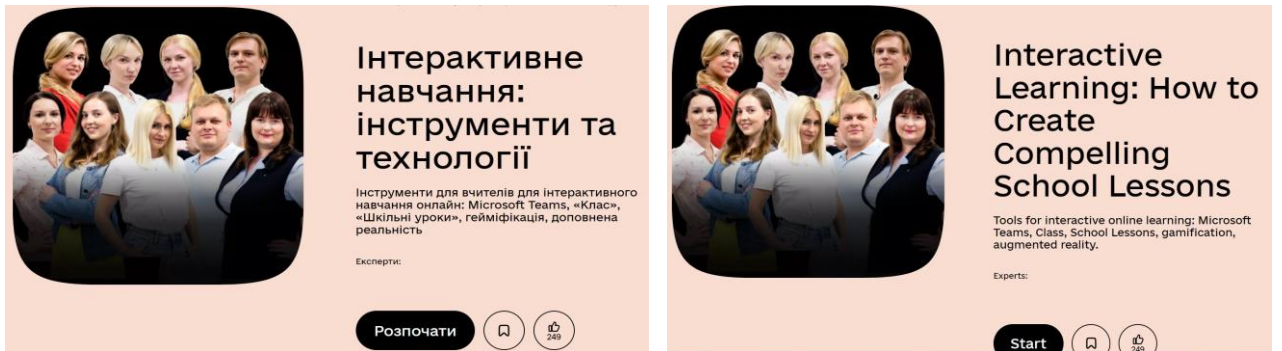 Інтерактивне
навчання:
інструменти та
технології
Інструменти для вчителів для інтерактивного
навчання онлайн: Microsoft Teams, «Клас»,
«Шкільні уроки», гейміфікація, доповнена
реальність
Експерти:
Розпочати
249
Interactive
Learning: How to
Create
Compelling
School Lessons
Tools for interactive online learning: Microsoft
Teams, Class, School Lessons, gamification,
augmented reality.
Experts:
Start
249